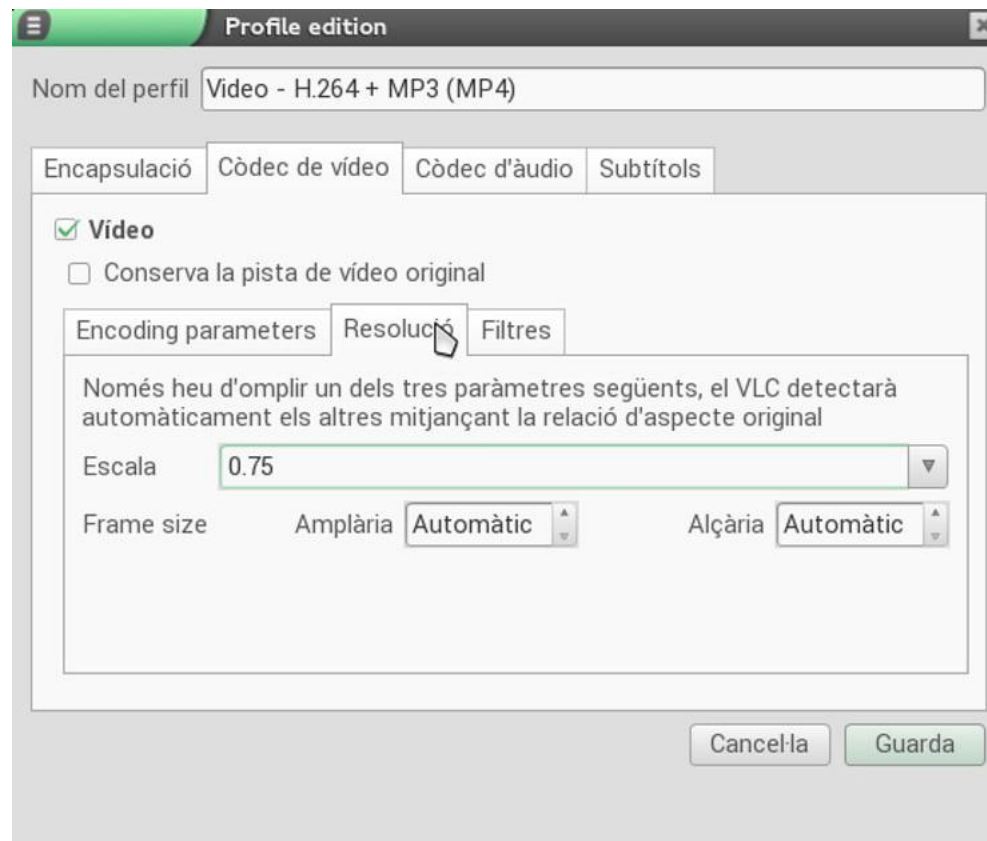 Profile edition
Nom del perfil Video - H.264 + MP3 (MP4)
Encapsulació Còdec de vídeo Còdec d'àudio Subtítols
Vídeo
Conserva la pista de vídeo original
Encoding parameters Resolució Filtres
Només heu d'omplir un dels tres paràmetres següents, el VLC detectarà
automàticament els altres mitjançant la relació d'aspecte original
Escala 0.75
Frame size Amplària Automàtic Alçària Automàtic
Cancel·la Guarda